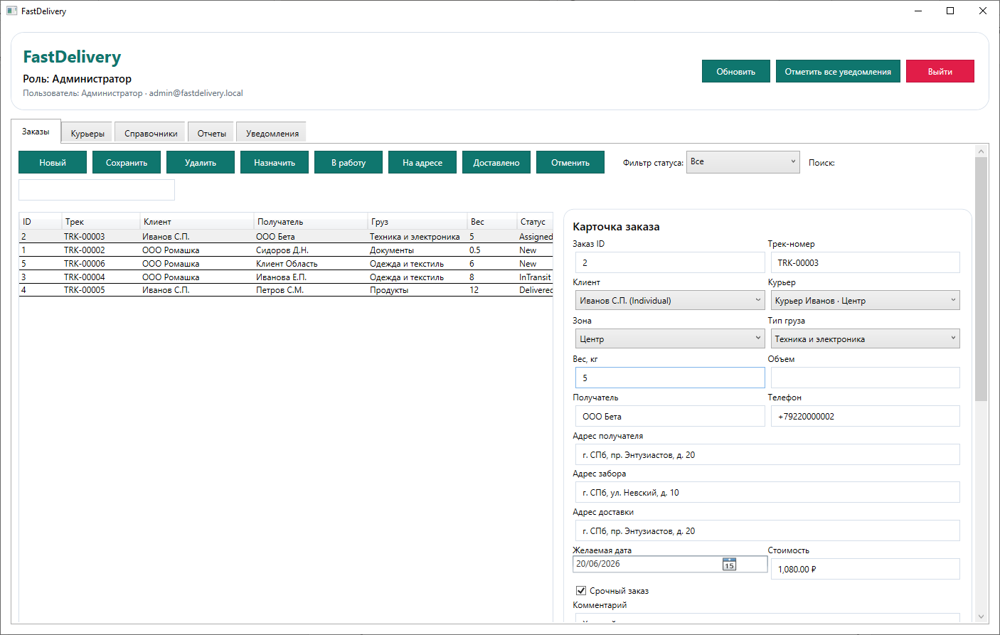 FastDelivery
FastDelivery
Роль: Администратор
Пользователь: Администратор · admin@fastdelivery.local
Обновить Отметить все уведомления Выйти
Заказы Курьеры Справочники Отчеты Уведомления
Новый Сохранить Удалить Назначить В работу На адресе Доставлено Отменить Фильтр статуса: Все Поиск:
ID Трек Клиент Получатель Груз Вес Статус
2 TRK-00003 Иванов С.П. ООО Бета Техника и электроника 5 Assigned
1 TRK-00002 ООО Ромашка Сидоров Д.Н. Документы 0.5 New
5 TRK-00006 ООО Ромашка Клиент Область Одежда и текстиль 6 New
3 TRK-00004 ООО Ромашка Иванова Е.П. Одежда и текстиль 8 InTransit
4 TRK-00005 Иванов С.П. Петров С.М. Продукты 12 Delivered
Карточка заказа
Заказ ID Трек-номер
2 TRK-00003
Клиент Курьер
Иванов С.П. (Individual) Курьер Иванов · Центр
Зона Тип груза
Центр Техника и электроника
Вес, кг Объем
5
Получатель Телефон
ООО Бета +79220000002
Адрес получателя
г. СПб, пр. Энтузиастов, д. 20
Адрес забора
г. СПб, ул. Невский, д. 10
Адрес доставки
г. СПб, пр. Энтузиастов, д. 20
Желаемая дата Стоимость
20/06/2026 15 1,080.00 ₽
Срочный заказ
Комментарий